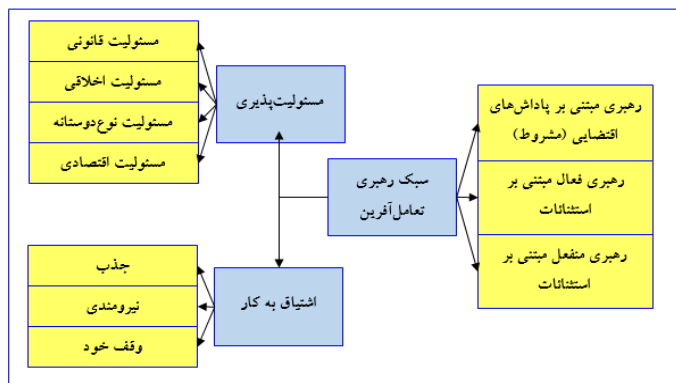 مسئولیت قانونی
مسئولیت اخلاقی
مسئولیت نوع‌دوستانه
مسئولیت اقتصادی
مسئولیت‌پذیری
رهبری مبتنی بر پاداش‌های
اقتضایی (مشروط)
رهبری فعال مبتنی بر
استثنائات
رهبری منفعل مبتنی بر
استثنائات
سبک رهبری
تعامل‌آفرین
جذب
نیرومندی
وقف خود
اشتیاق به کار